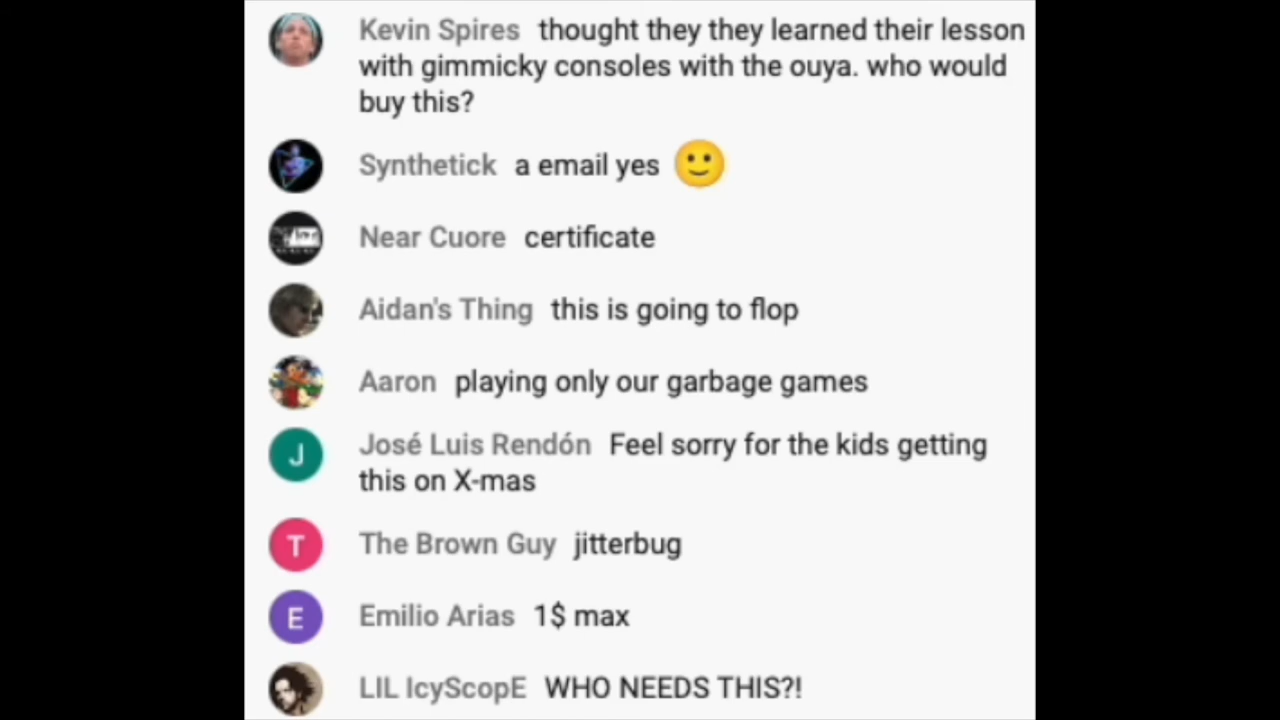 Kevin Spires thought they they learned their lesson
with gimmicky consoles with the ouya. who would
buy this?
Synthetick a email yes 🙂
Near Cuore certificate
Aidan's Thing this is going to flop
Aaron playing only our garbage games
J José Luis Rendón Feel sorry for the kids getting
this on X-mas
T The Brown Guy jitterbug
E Emilio Arias 1$ max
LIL IcyScopE WHO NEEDS THIS?!